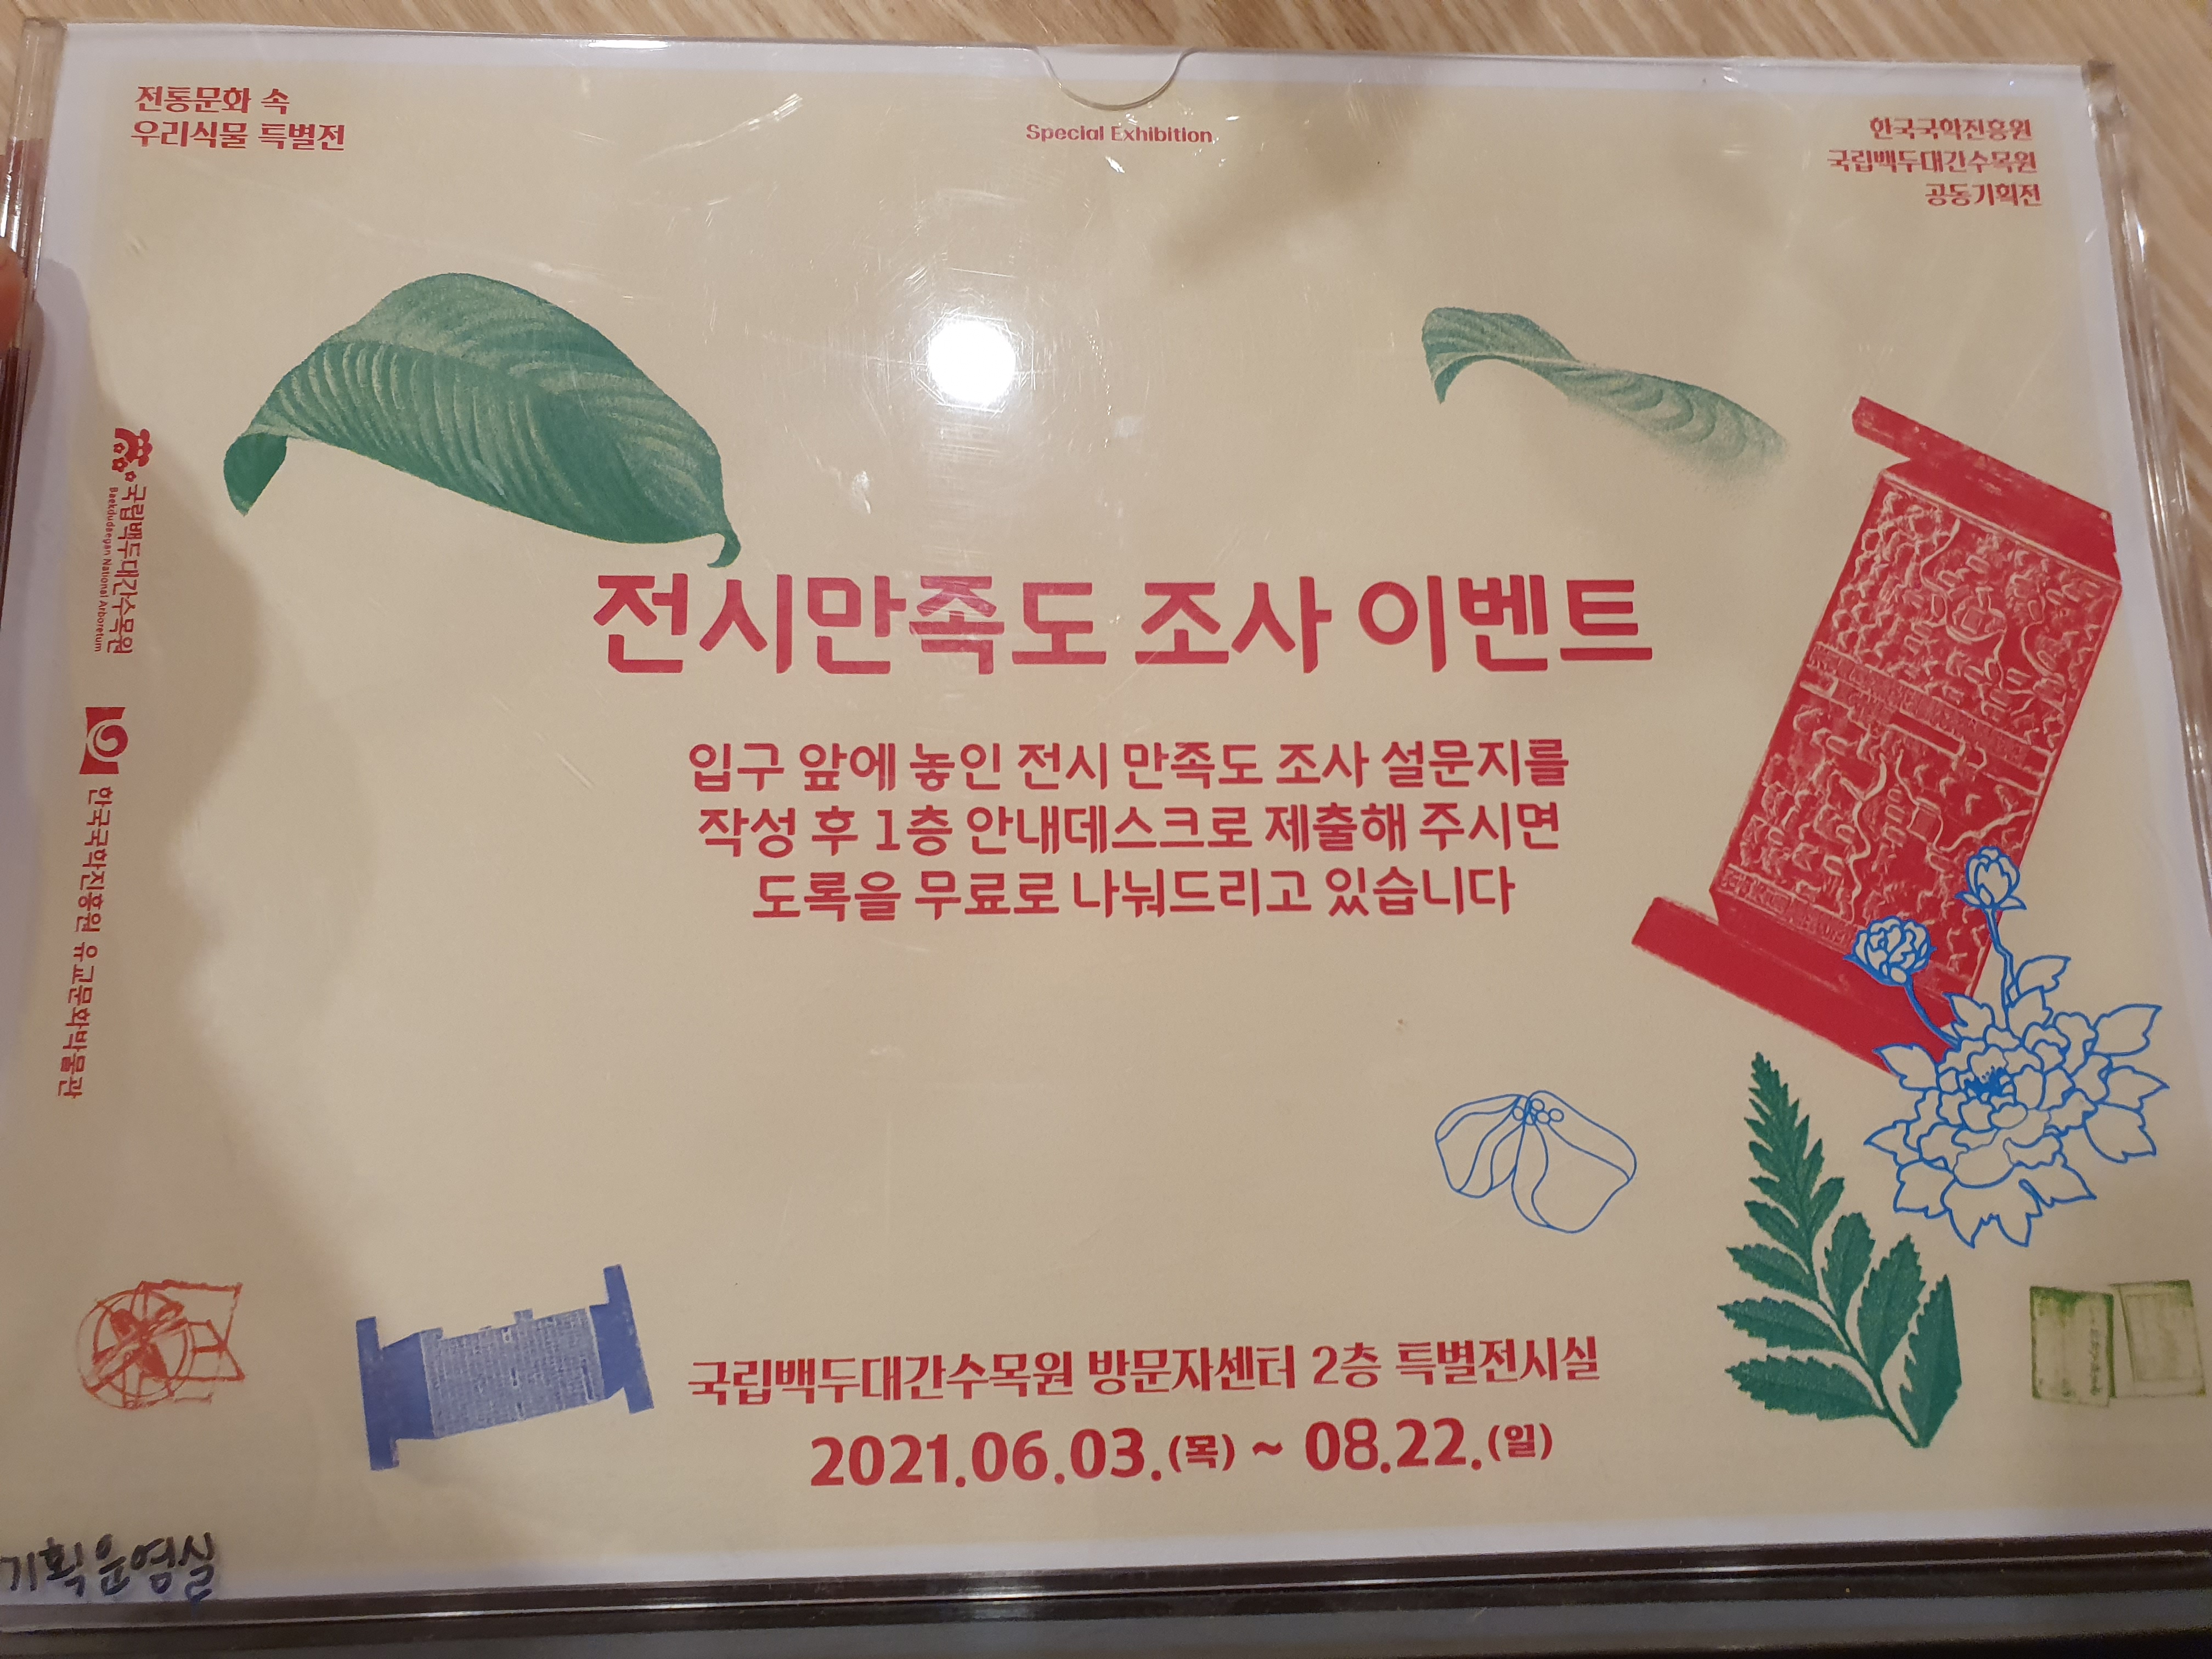 전통문화 속
우리식물 특별전
Special Exhibition
한국국학진흥원
국립백두대간수목원
공동기획전
국립백두대간수목원
Baekdudaegan National Arboretum
한국국학진흥원 유교문화박물관
전시만족도 조사 이벤트
입구 앞에 놓인 전시 만족도 조사 설문지를
작성 후 1층 안내데스크로 제출해 주시면
도록을 무료로 나눠드리고 있습니다
국립백두대간수목원 방문자센터 2층 특별전시실
2021.06.03.(목) ~ 08.22.(일)
기획운영실